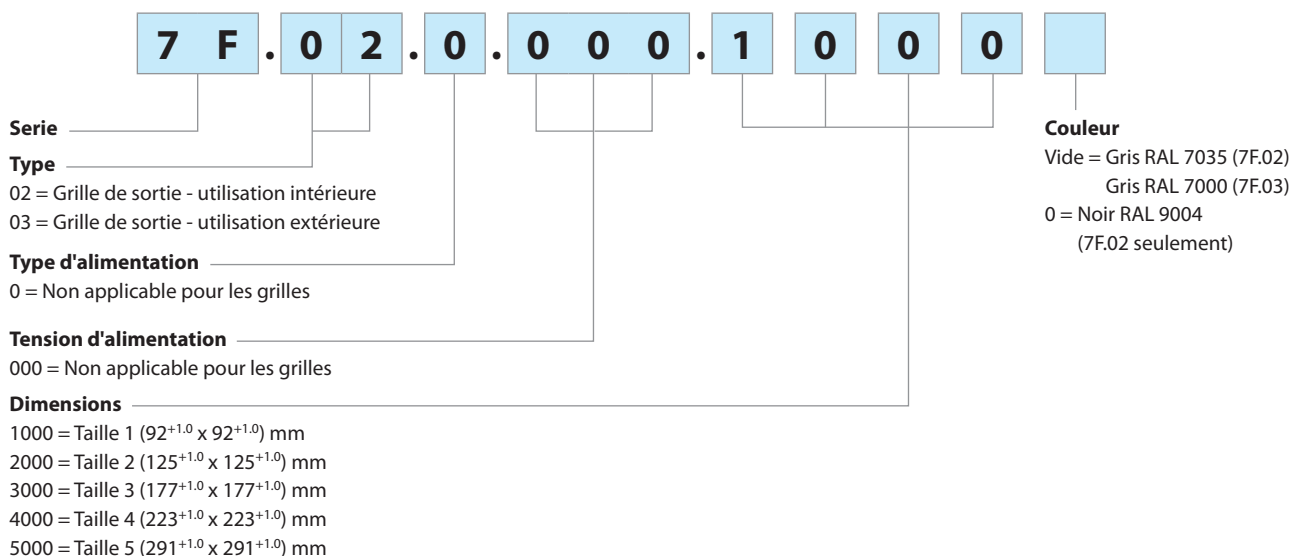 7 F . 0 2 . 0 . 0 0 0 . 1 0 0 0
Serie
Type
02 = Grille de sortie - utilisation intérieure
03 = Grille de sortie - utilisation extérieure
Type d'alimentation
0 = Non applicable pour les grilles
Tension d'alimentation
000 = Non applicable pour les grilles
Dimensions
1000 = Taille 1 (92+1.0 x 92+1.0) mm
2000 = Taille 2 (125+1.0 x 125+1.0) mm
3000 = Taille 3 (177+1.0 x 177+1.0) mm
4000 = Taille 4 (223+1.0 x 223+1.0) mm
5000 = Taille 5 (291+1.0 x 291+1.0) mm
Couleur
Vide = Gris RAL 7035 (7F.02)
Gris RAL 7000 (7F.03)
0 = Noir RAL 9004
(7F.02 seulement)